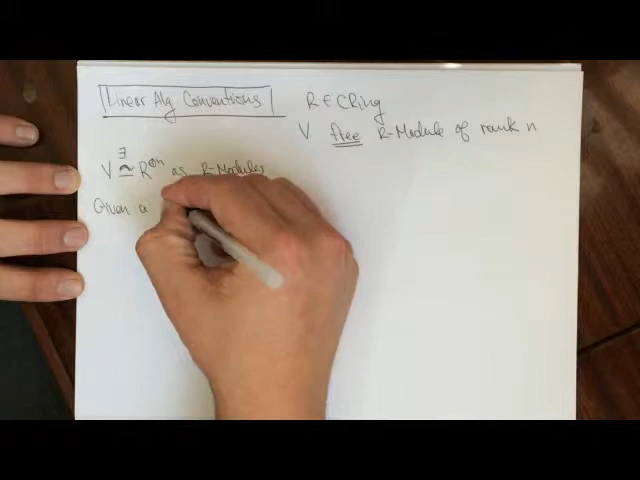 Linear Alg Conventions
R ∈ CRing
V free R-Module of rank n
∃
V ≅ R^⊕n as R-Modules
Given a